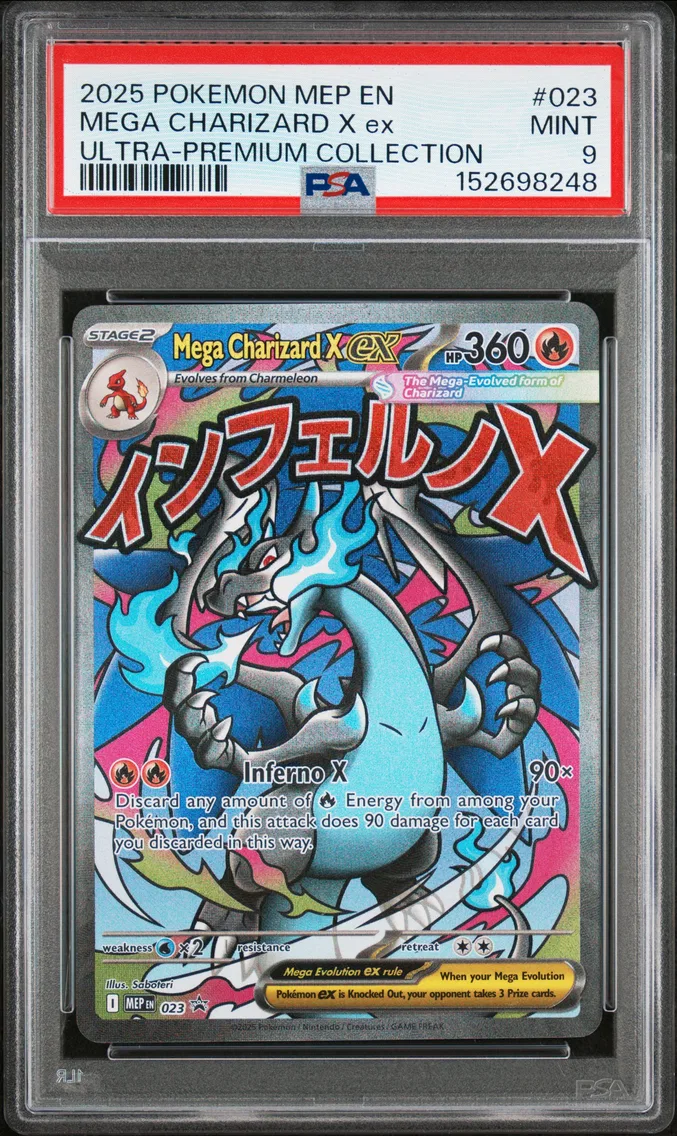 2025 POKEMON MEP EN #023
MEGA CHARIZARD X ex MINT
ULTRA-PREMIUM COLLECTION 9
PSA 152698248
STAGE2 Mega Charizard X ex HP360
Evolves from Charmeleon
The Mega-Evolved form of
Charizard
インフェルノX
Inferno X 90×
Discard any amount of Energy from among your
Pokémon, and this attack does 90 damage for each card
you discarded in this way.
weakness ×2 resistance retreat
Mega Evolution ex rule When your Mega Evolution
Pokémon ex is Knocked Out, your opponent takes 3 Prize cards.
Illus. Saboteri
I MEP EN 023
©2025 Pokémon / Nintendo / Creatures / GAME FREAK
PSA